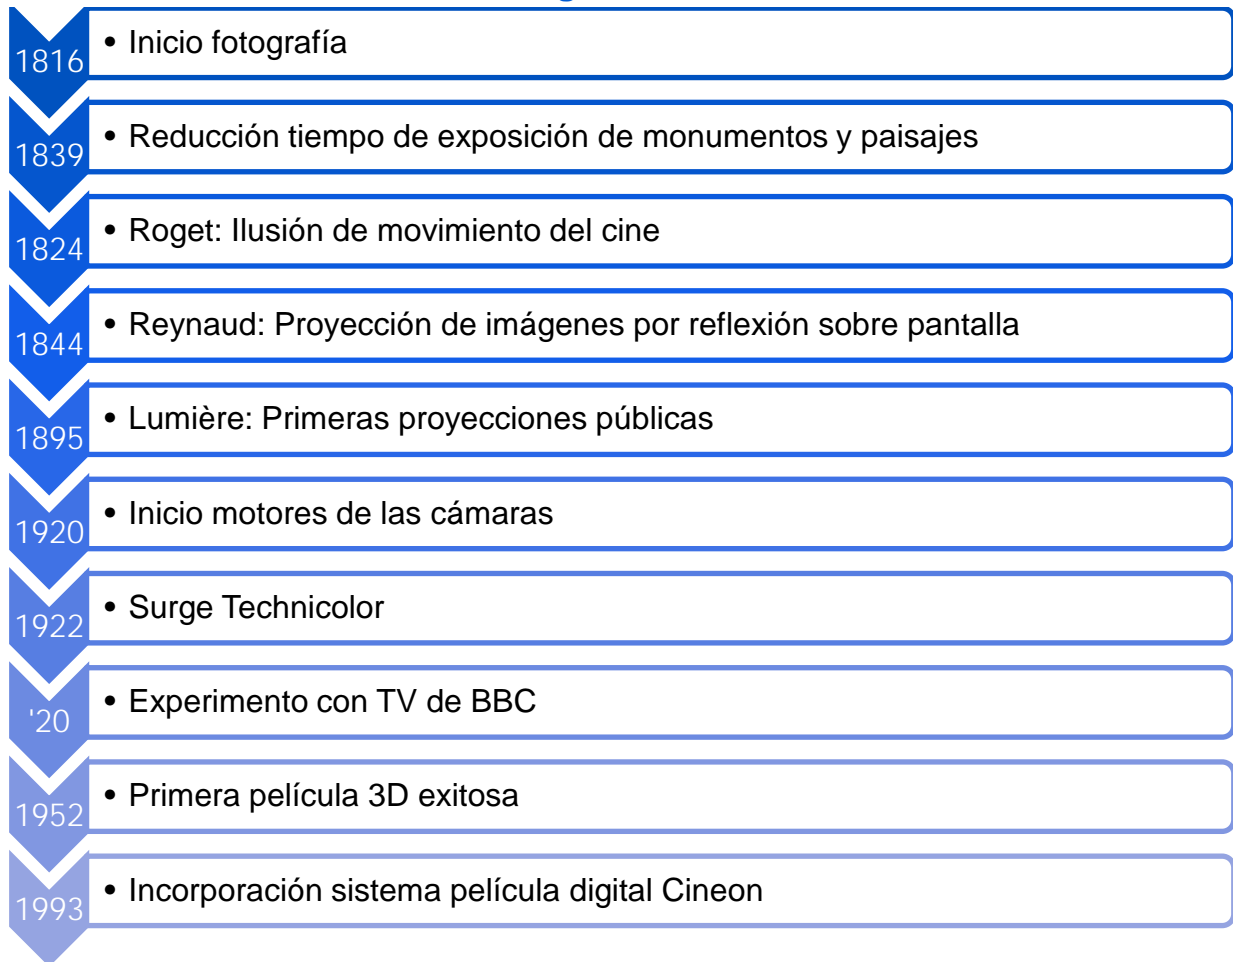 1816
• Inicio fotografía
1839
• Reducción tiempo de exposición de monumentos y paisajes
1824
• Roget: Ilusión de movimiento del cine
1844
• Reynaud: Proyección de imágenes por reflexión sobre pantalla
1895
• Lumière: Primeras proyecciones públicas
1920
• Inicio motores de las cámaras
1922
• Surge Technicolor
'20
• Experimento con TV de BBC
1952
• Primera película 3D exitosa
1993
• Incorporación sistema película digital Cineon